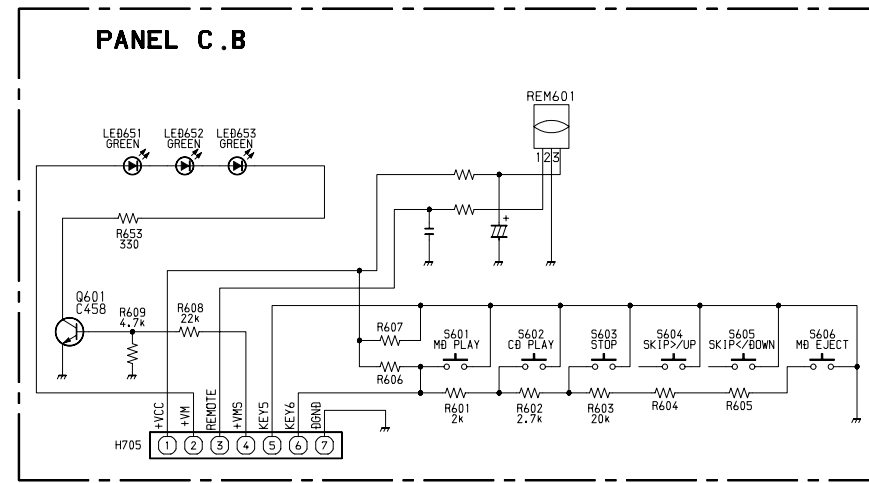 PANEL C.B
REM601
LED651 LED652 LED653
GREEN GREEN GREEN
1 2 3
+
R653
330
Q601
C458
R609
4.7k
R608
22k
R607
R606
S601
MD PLAY
S602
CD PLAY
S603
STOP
S604
SKIP>/UP
S605
SKIP</DOWN
S606
MD EJECT
R601
2k
R602
2.7k
R603
20k
R604
R605
+VCC
+VM
REMOTE
+VMS
KEY5
KEY6
DGND
H705
1 2 3 4 5 6 7